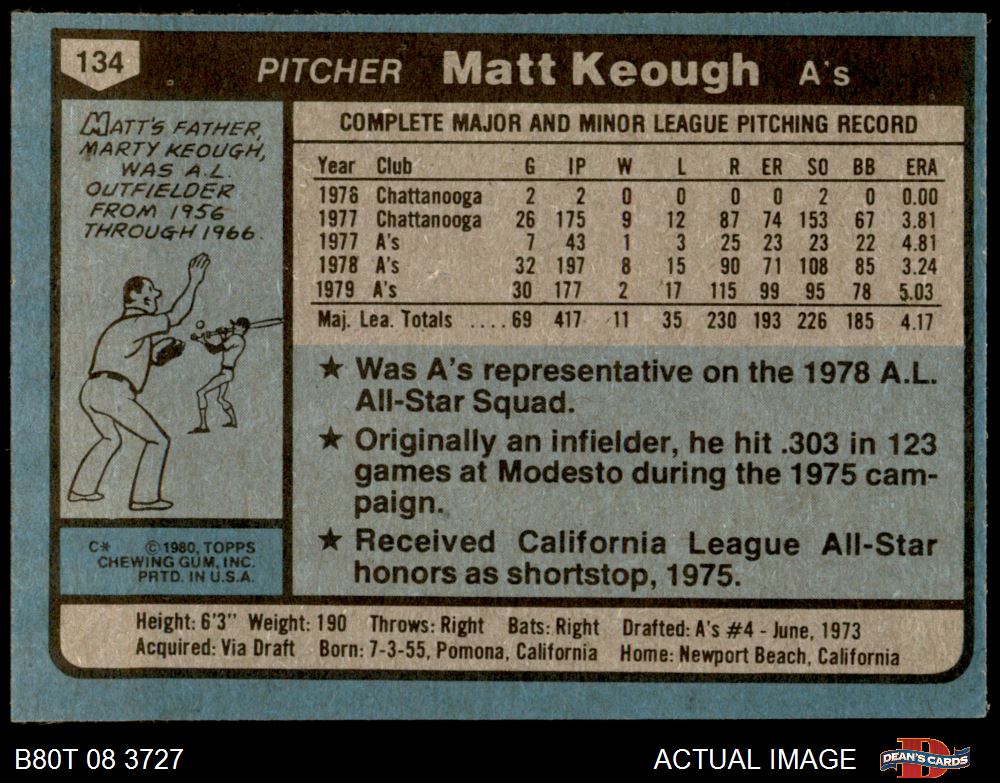 134
PITCHER Matt Keough A's
MATT'S FATHER,
MARTY KEOUGH,
WAS A.L.
OUTFIELDER
FROM 1956
THROUGH 1966.
C* ©1980, TOPPS
CHEWING GUM, INC.
PRTD. IN U.S.A.
COMPLETE MAJOR AND MINOR LEAGUE PITCHING RECORD
Year Club G IP W L R ER SO BB ERA
1976 Chattanooga 2 2 0 0 0 0 2 0 0.00
1977 Chattanooga 26 175 9 12 87 74 153 67 3.81
1977 A's 7 43 1 3 25 23 23 22 4.81
1978 A's 32 197 8 15 90 71 108 85 3.24
1979 A's 30 177 2 17 115 99 95 78 5.03
Maj. Lea. Totals .... 69 417 11 35 230 193 226 185 4.17
★ Was A's representative on the 1978 A.L.
All-Star Squad.
★ Originally an infielder, he hit .303 in 123
games at Modesto during the 1975 cam-
paign.
★ Received California League All-Star
honors as shortstop, 1975.
Height: 6'3" Weight: 190 Throws: Right Bats: Right Drafted: A's #4 - June, 1973
Acquired: Via Draft Born: 7-3-55, Pomona, California Home: Newport Beach, California
B80T 08 3727 ACTUAL IMAGE DEAN'S CARDS